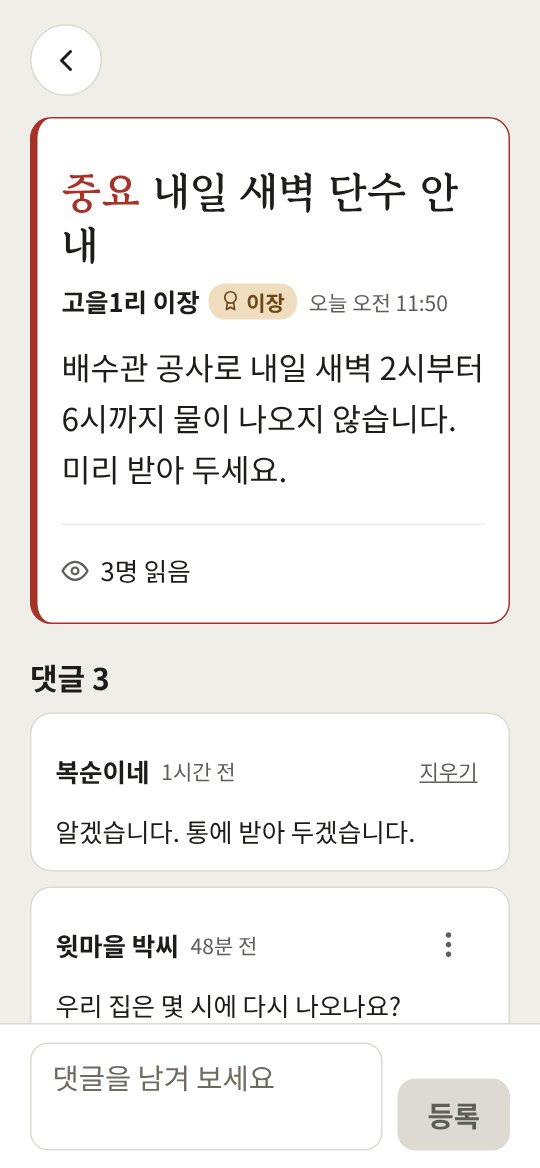 중요 내일 새벽 단수 안
내
고을1리 이장 이장 오늘 오전 11:50
배수관 공사로 내일 새벽 2시부터
6시까지 물이 나오지 않습니다.
미리 받아 두세요.
3명 읽음
댓글 3
복순이네 1시간 전 지우기
알겠습니다. 통에 받아 두겠습니다.
윗마을 박씨 48분 전
우리 집은 몇 시에 다시 나오나요?
댓글을 남겨 보세요
등록